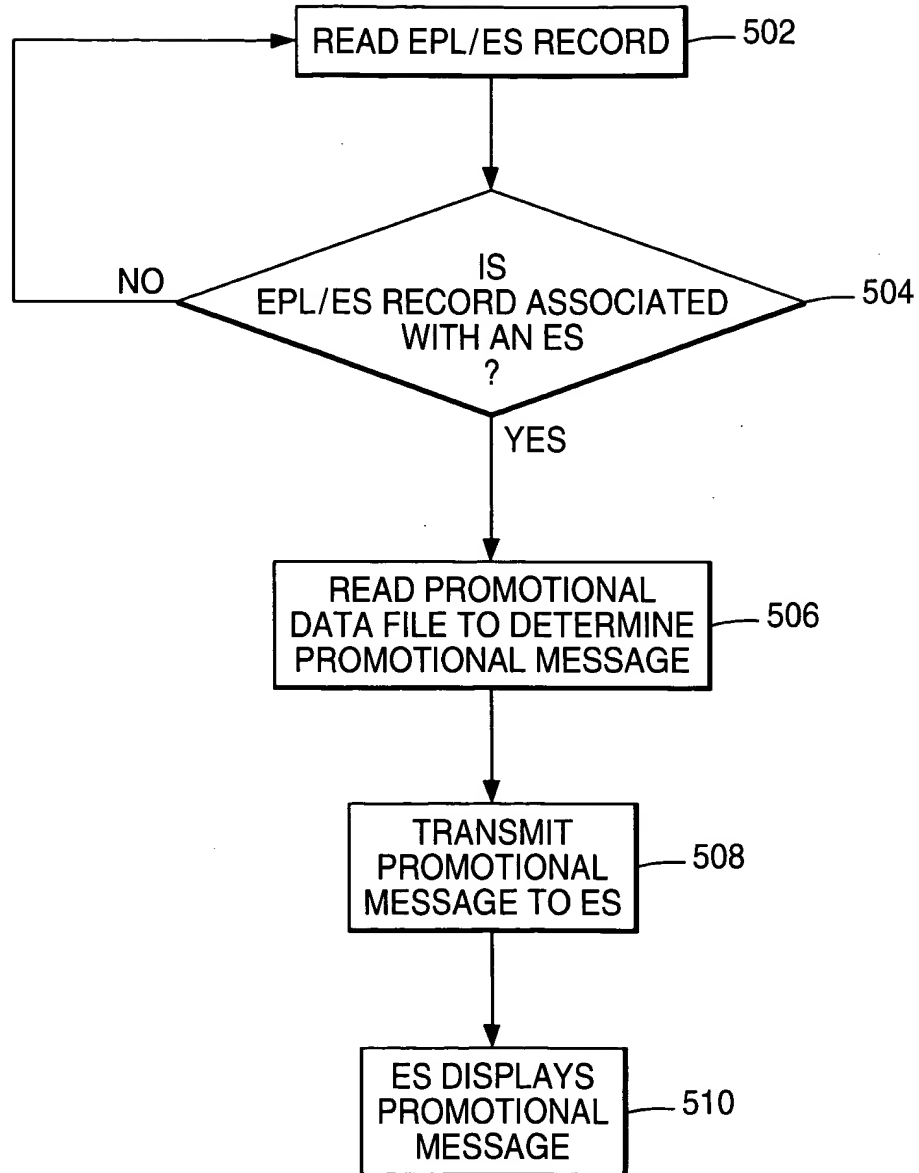 READ EPL/ES RECORD
502
IS
EPL/ES RECORD ASSOCIATED
WITH AN ES
?
504
NO
YES
READ PROMOTIONAL
DATA FILE TO DETERMINE
PROMOTIONAL MESSAGE
506
TRANSMIT
PROMOTIONAL
MESSAGE TO ES
508
ES DISPLAYS
PROMOTIONAL
MESSAGE
510